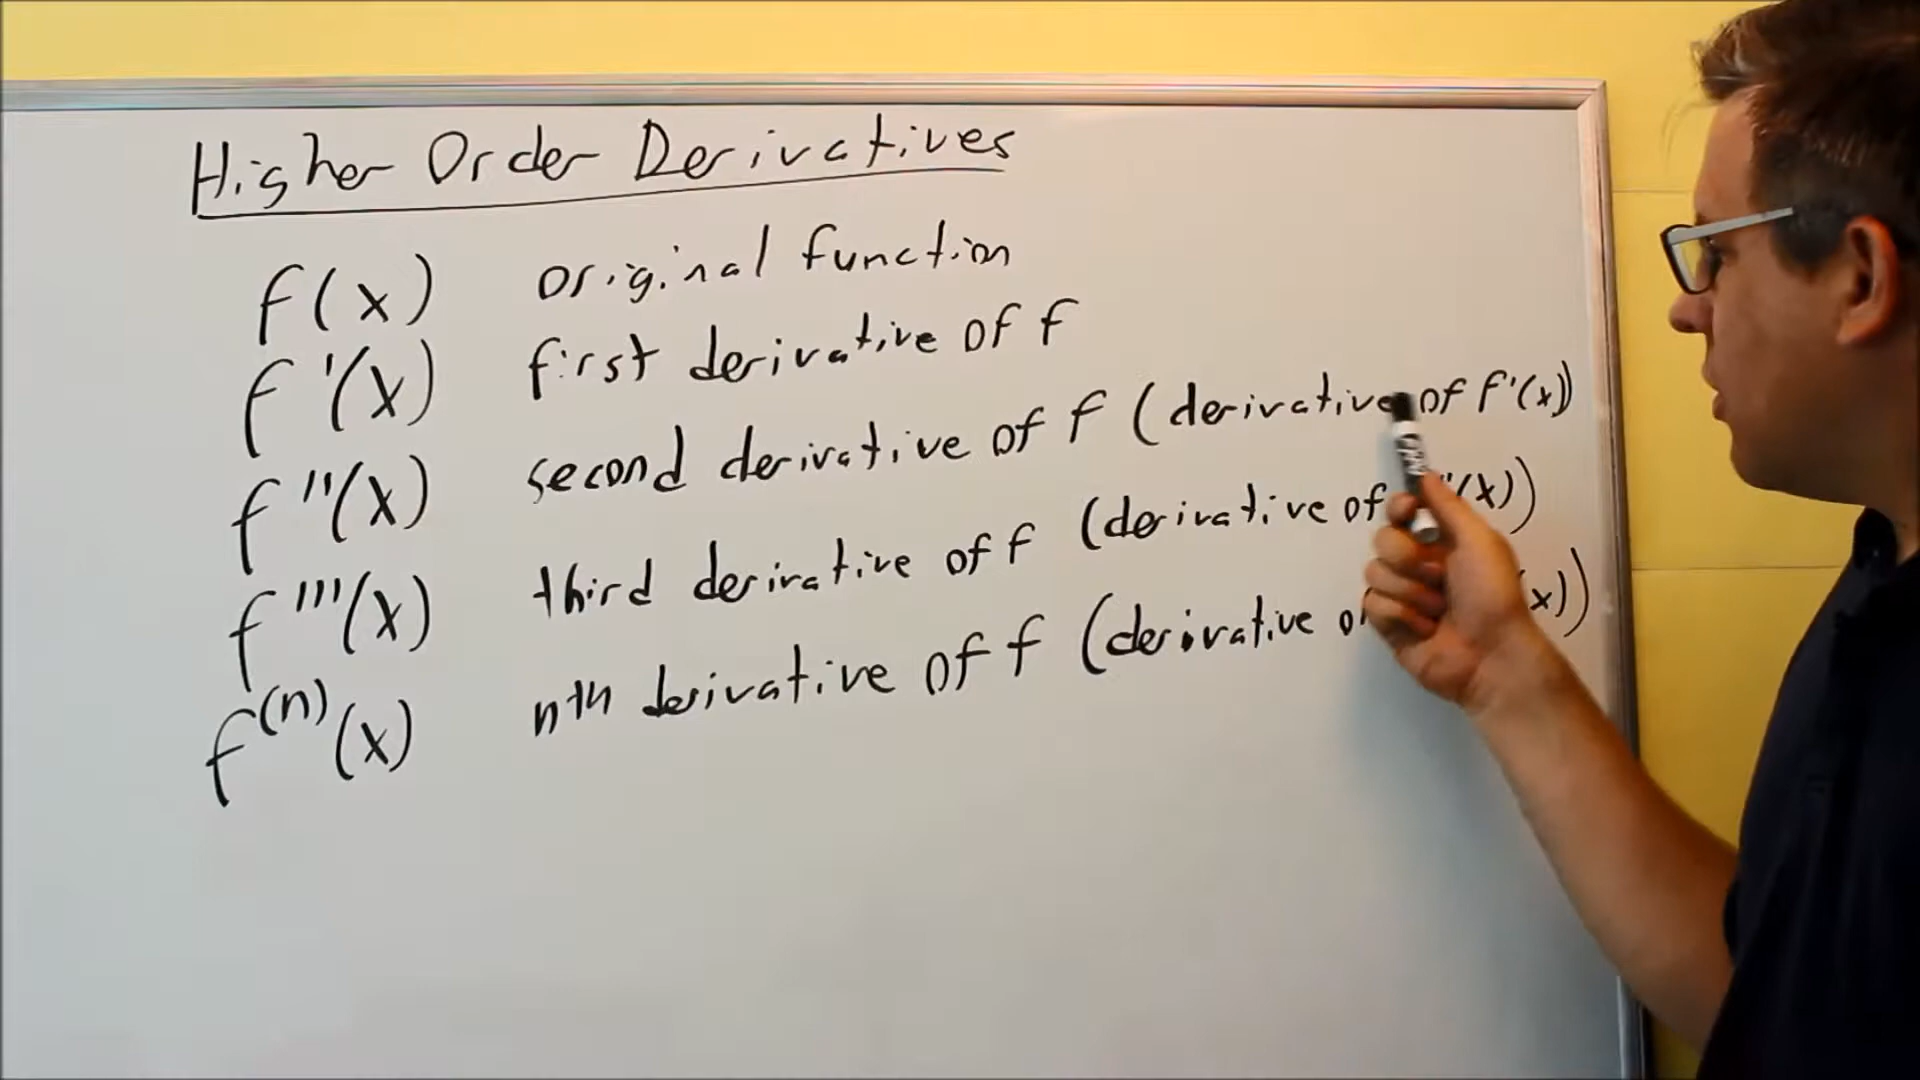 Higher Order Derivatives
f(x) original function
f'(x) first derivative of f
f''(x) second derivative of f (derivative of f'(x))
f'''(x) third derivative of f (derivative of ''(x))
f^(n)(x) nth derivative of f (derivative x))